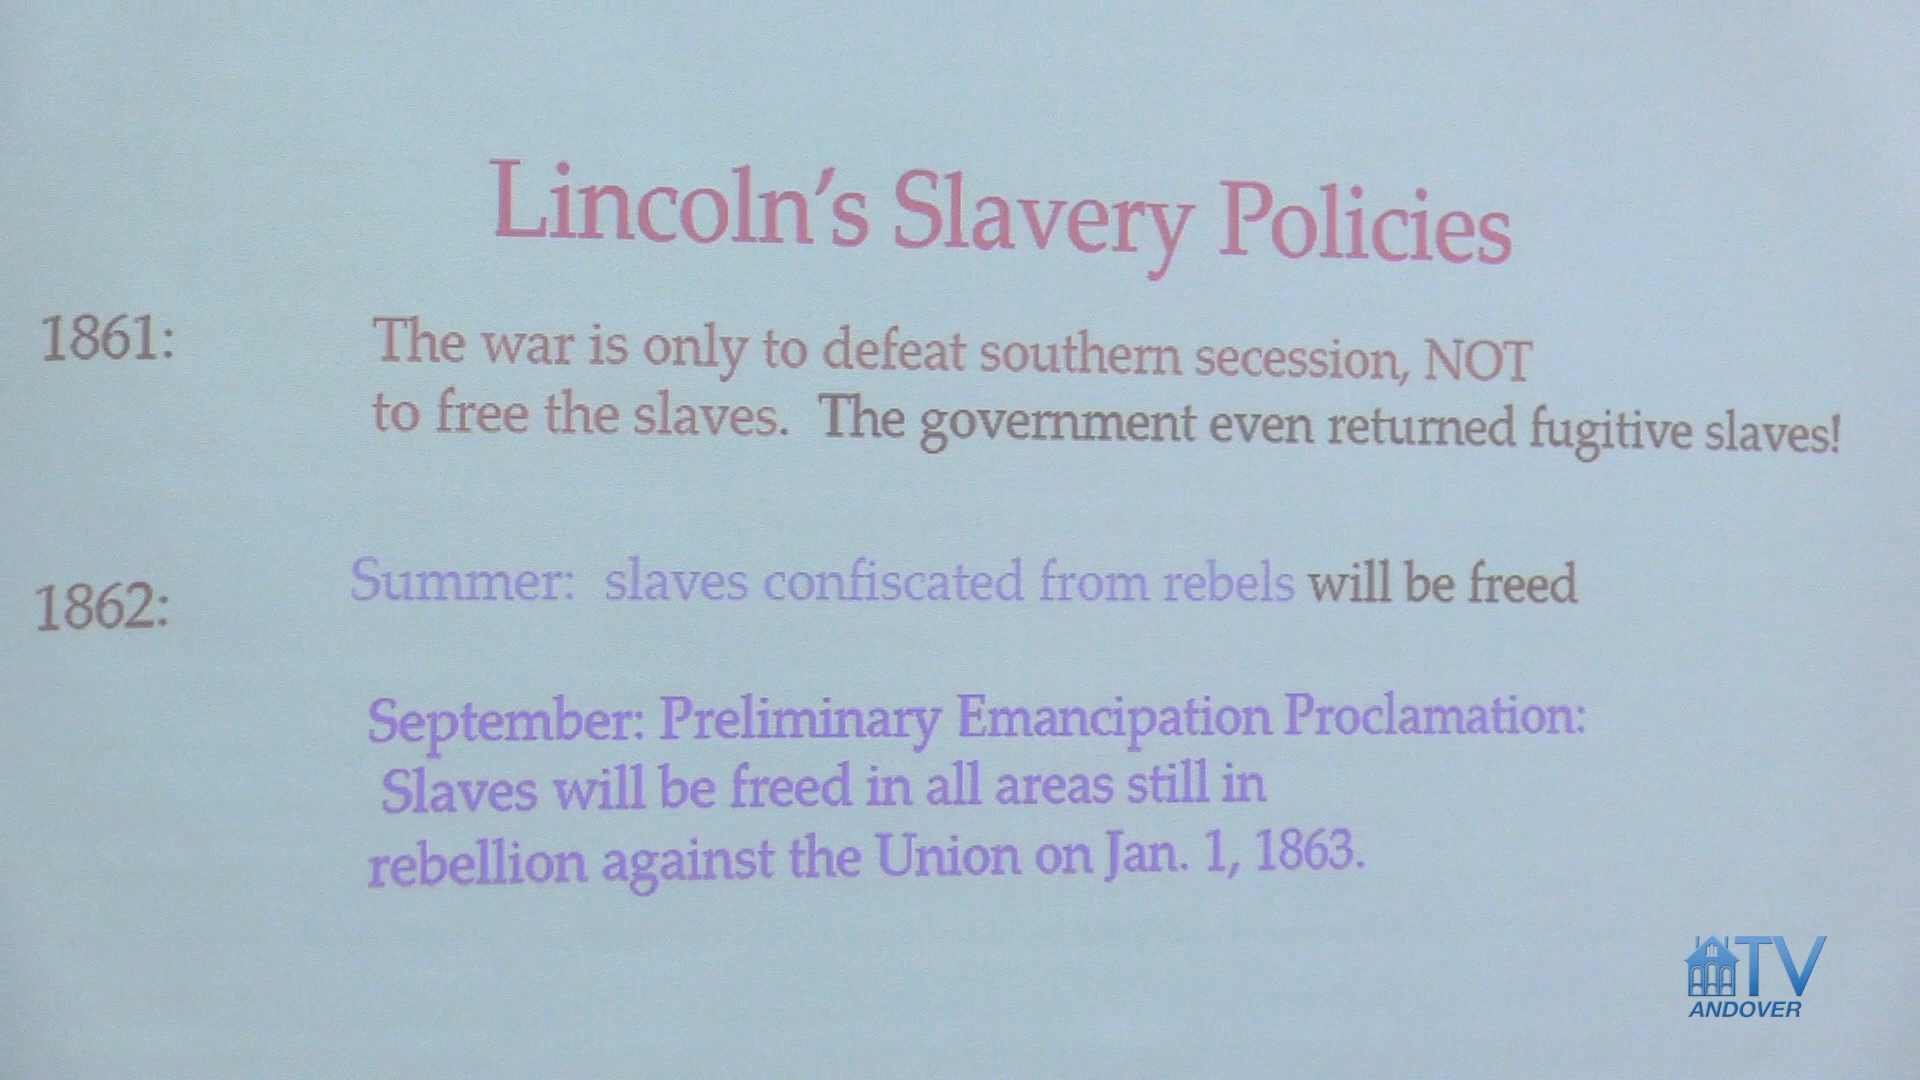 Lincoln's Slavery Policies
1861: The war is only to defeat southern secession, NOT
to free the slaves. The government even returned fugitive slaves!
1862: Summer: slaves confiscated from rebels will be freed
September: Preliminary Emancipation Proclamation:
Slaves will be freed in all areas still in
rebellion against the Union on Jan. 1, 1863.
TV
ANDOVER